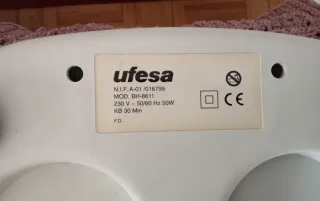 ufesa
N.I.F. A-01 /016799
MOD. BH-8611
230 V ~ 50/60 Hz 50W
KB 30 Min
F.D.
CE